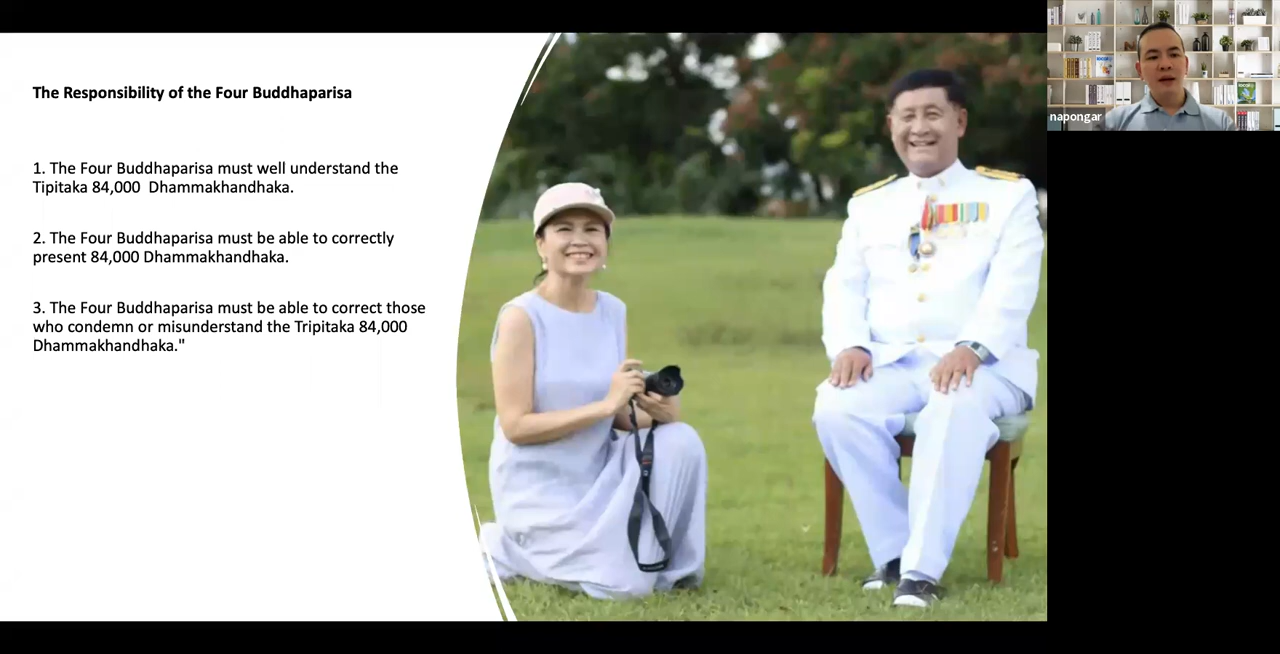 The Responsibility of the Four Buddhaparisa
1. The Four Buddhaparisa must well understand the
Tipitaka 84,000  Dhammakhandhaka.
2. The Four Buddhaparisa must be able to correctly
present 84,000 Dhammakhandhaka.
3. The Four Buddhaparisa must be able to correct those
who condemn or misunderstand the Tripitaka 84,000
Dhammakhandhaka."
napongar